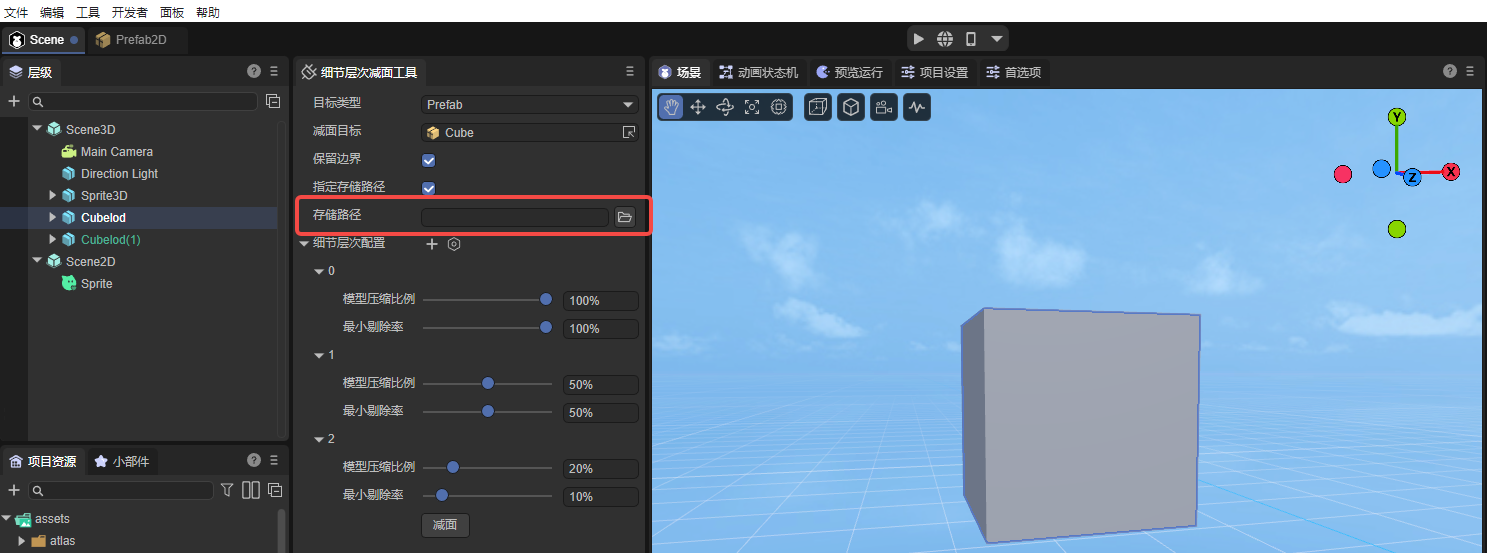 文件 编辑 工具 开发者 面板 帮助
Scene Prefab2D
层级
Scene3D
Main Camera
Direction Light
Sprite3D
Cubelod
Cubelod(1)
Scene2D
Sprite
项目资源 小部件
assets
atlas
细节层次减面工具
目标类型 Prefab
减面目标 Cube
保留边界
指定存储路径
存储路径
细节层次配置
0
模型压缩比例 100%
最小剔除率 100%
1
模型压缩比例 50%
最小剔除率 50%
2
模型压缩比例 20%
最小剔除率 10%
减面
场景 动画状态机 预览运行 项目设置 首选项
Y
X
Z